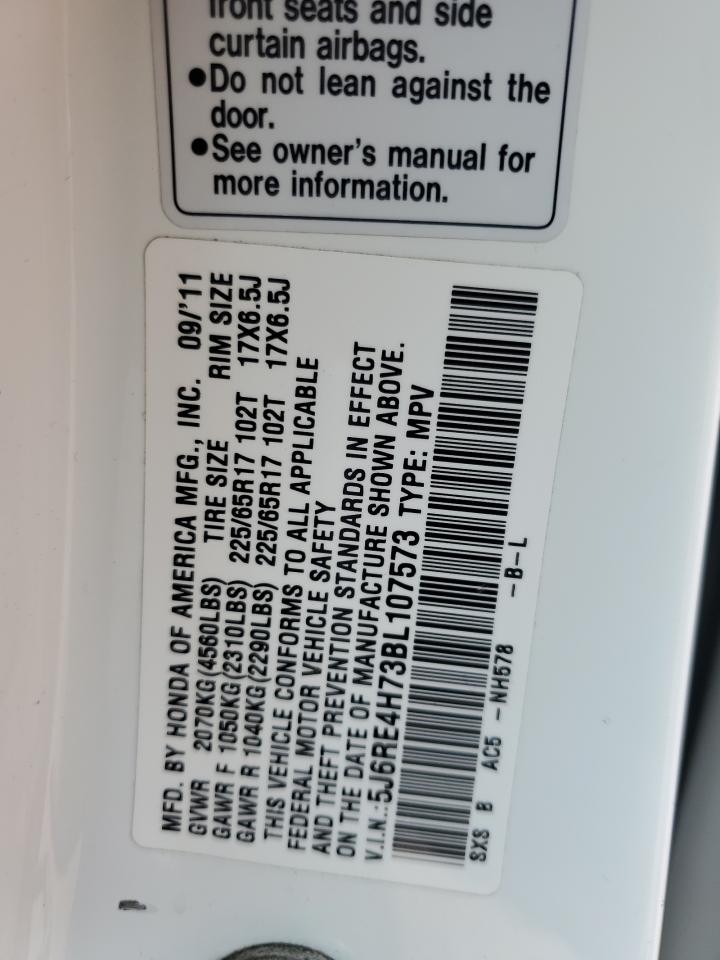 front seats and side
curtain airbags.
●Do not lean against the
door.
●See owner's manual for
more information.
MFD. BY HONDA OF AMERICA MFG., INC. 09/'11
GVWR 2070KG(4560LBS) TIRE SIZE RIM SIZE
GAWR F 1050KG(2310LBS) 225/65R17 102T 17X6.5J
GAWR R 1040KG(2290LBS) 225/65R17 102T 17X6.5J
THIS VEHICLE CONFORMS TO ALL APPLICABLE
FEDERAL MOTOR VEHICLE SAFETY
AND THEFT PREVENTION STANDARDS IN EFFECT
ON THE DATE OF MANUFACTURE SHOWN ABOVE.
V.I.N.:5J6RE4H73BL107573 TYPE: MPV
SXS B AC5 -NH578 -B-L